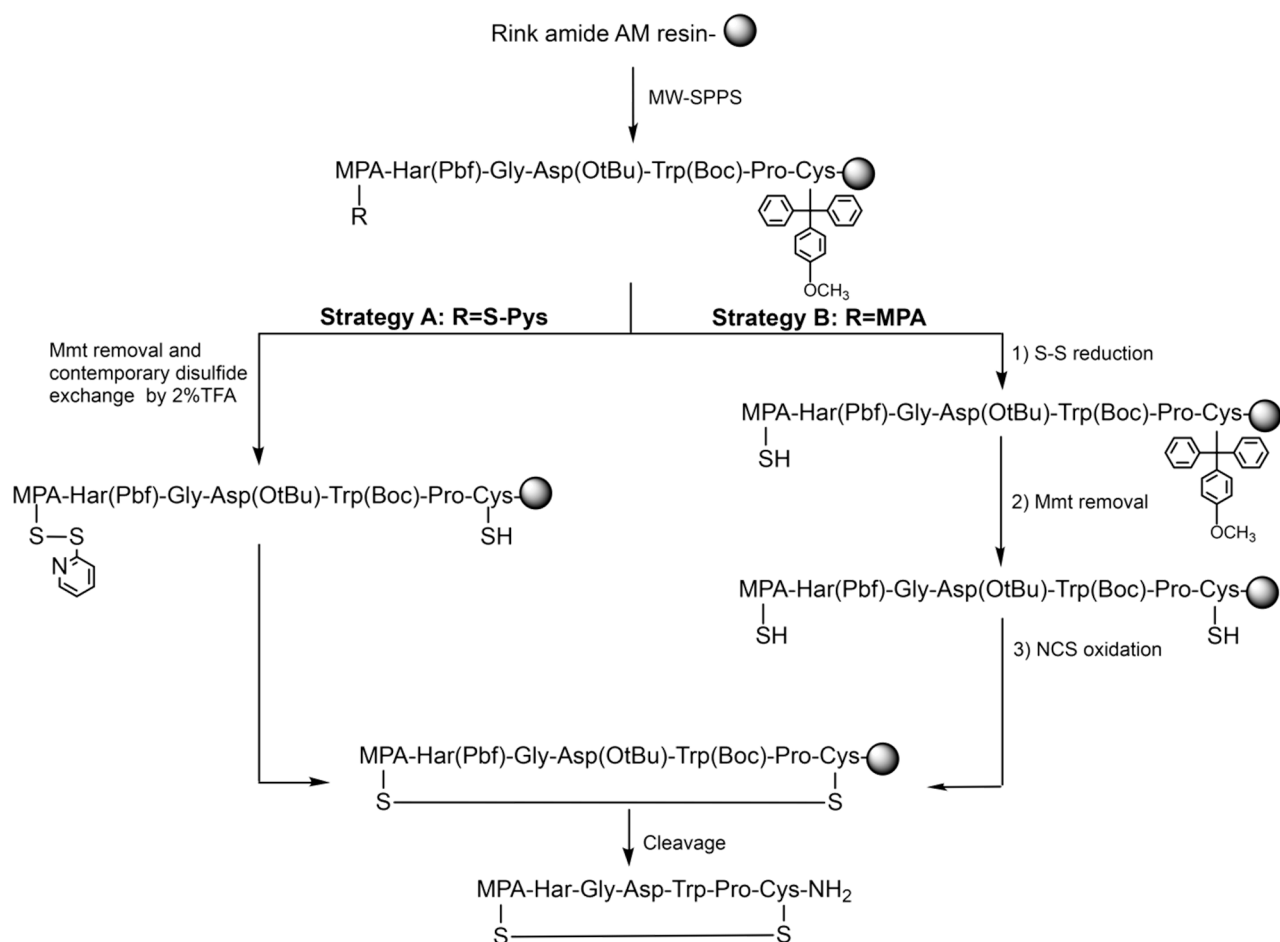 Rink amide AM resin-
MW-SPPS
MPA-Har(Pbf)-Gly-Asp(OtBu)-Trp(Boc)-Pro-Cys-
R
OCH3
Strategy A: R=S-Pys
Strategy B: R=MPA
Mmt removal and
contemporary disulfide
exchange by 2%TFA
1) S-S reduction
MPA-Har(Pbf)-Gly-Asp(OtBu)-Trp(Boc)-Pro-Cys-
SH
OCH3
2) Mmt removal
MPA-Har(Pbf)-Gly-Asp(OtBu)-Trp(Boc)-Pro-Cys-
S—S
SH
N
MPA-Har(Pbf)-Gly-Asp(OtBu)-Trp(Boc)-Pro-Cys-
SH
SH
3) NCS oxidation
MPA-Har(Pbf)-Gly-Asp(OtBu)-Trp(Boc)-Pro-Cys-
S
S
Cleavage
MPA-Har-Gly-Asp-Trp-Pro-Cys-NH2
S
S